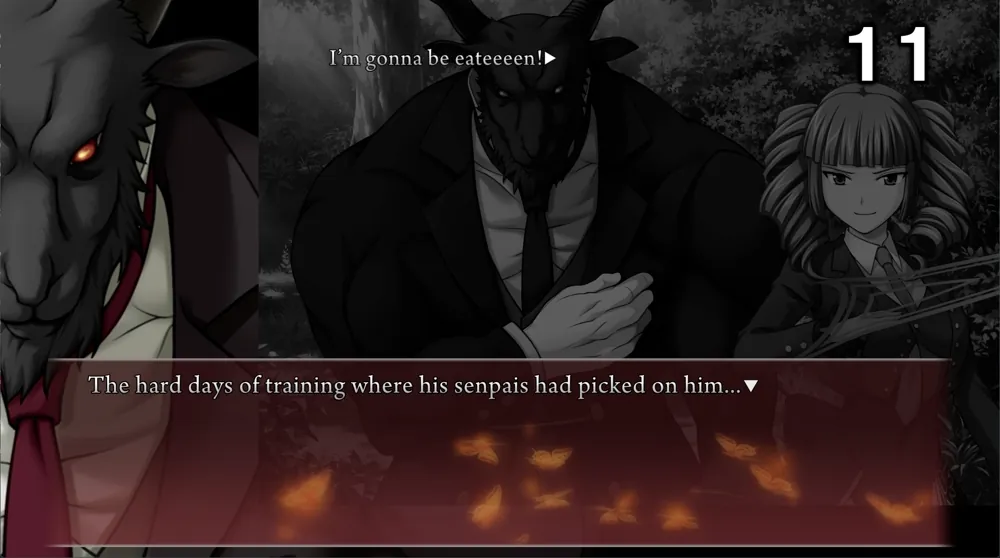 I'm gonna be eateeeen!▶
11
The hard days of training where his senpais had picked on him...▼